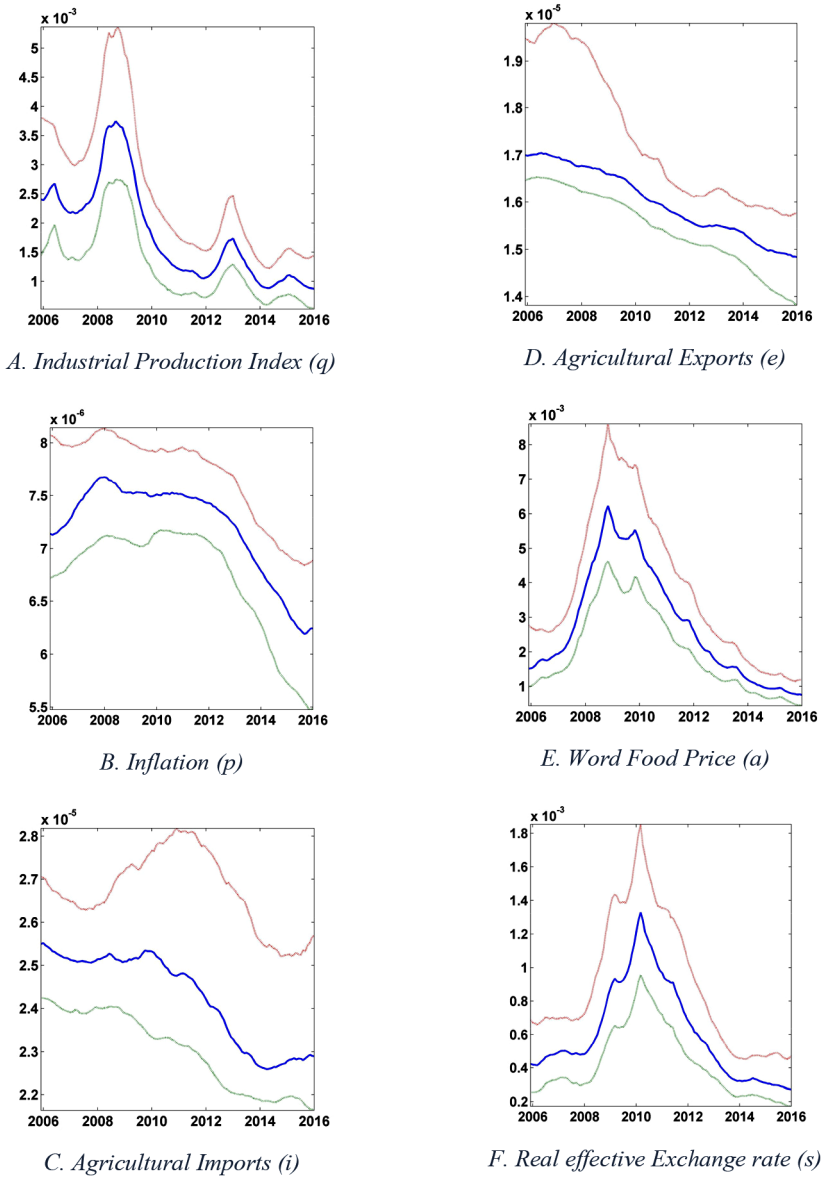 x 10⁻³
5
4.5
4
3.5
3
2.5
2
1.5
1
2006 2008 2010 2012 2014 2016
A. Industrial Production Index (q)
x 10⁻⁵
1.9
1.8
1.7
1.6
1.5
1.4
2006 2008 2010 2012 2014 2016
D. Agricultural Exports (e)
x 10⁻⁶
8
7.5
7
6.5
6
5.5
2006 2008 2010 2012 2014 2016
B. Inflation (p)
x 10⁻³
8
7
6
5
4
3
2
1
2006 2008 2010 2012 2014 2016
E. Word Food Price (a)
x 10⁻⁵
2.8
2.7
2.6
2.5
2.4
2.3
2.2
2006 2008 2010 2012 2014 2016
C. Agricultural Imports (i)
x 10⁻³
1.8
1.6
1.4
1.2
1
0.8
0.6
0.4
0.2
2006 2008 2010 2012 2014 2016
F. Real effective Exchange rate (s)